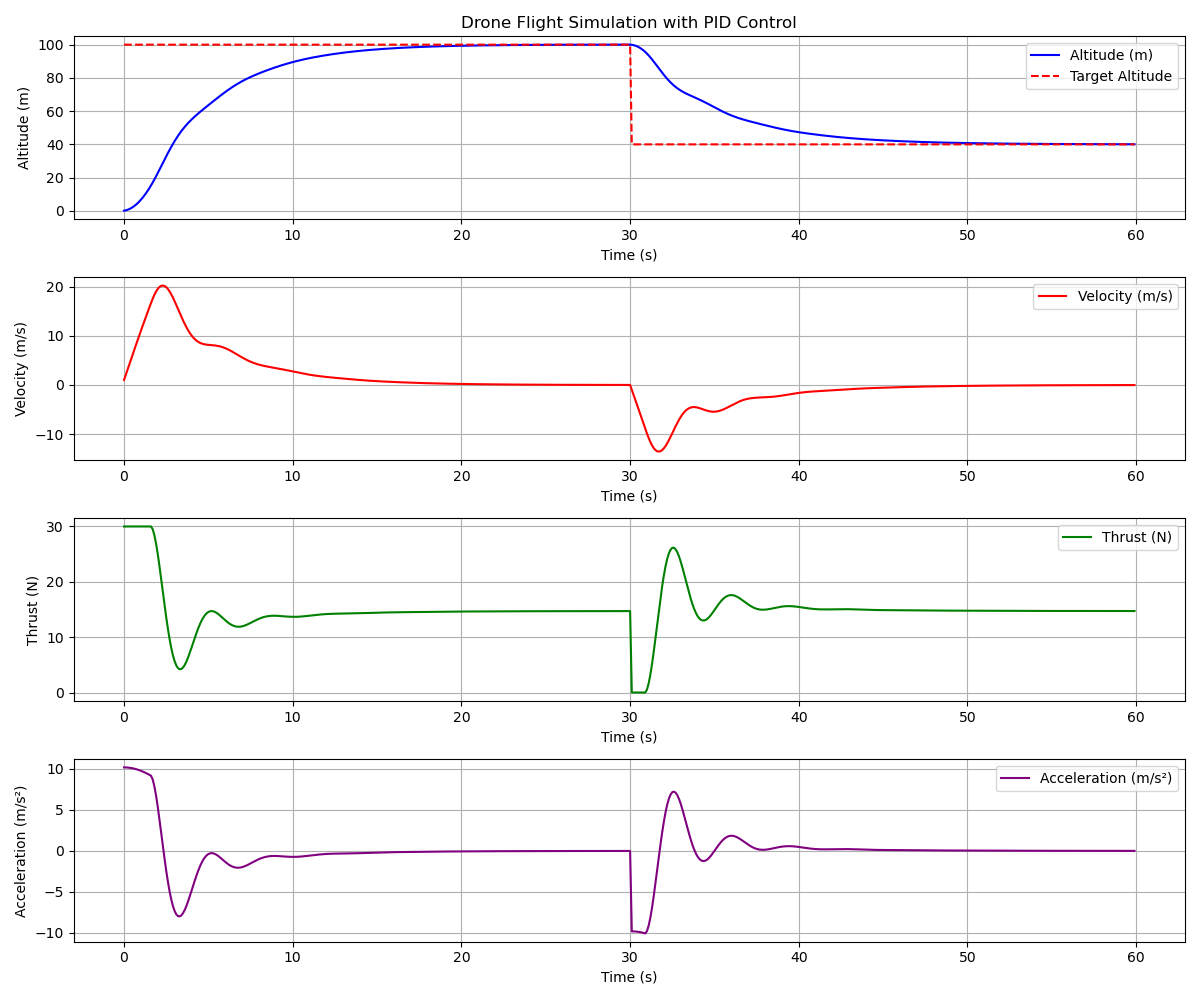 Drone Flight Simulation with PID Control
100
80
60
40
20
0
Altitude (m)
Altitude (m)
Target Altitude
0 10 20 30 40 50 60
Time (s)
20
10
0
−10
Velocity (m/s)
Velocity (m/s)
0 10 20 30 40 50 60
Time (s)
30
20
10
0
Thrust (N)
Thrust (N)
0 10 20 30 40 50 60
Time (s)
10
5
0
−5
−10
Acceleration (m/s²)
Acceleration (m/s²)
0 10 20 30 40 50 60
Time (s)